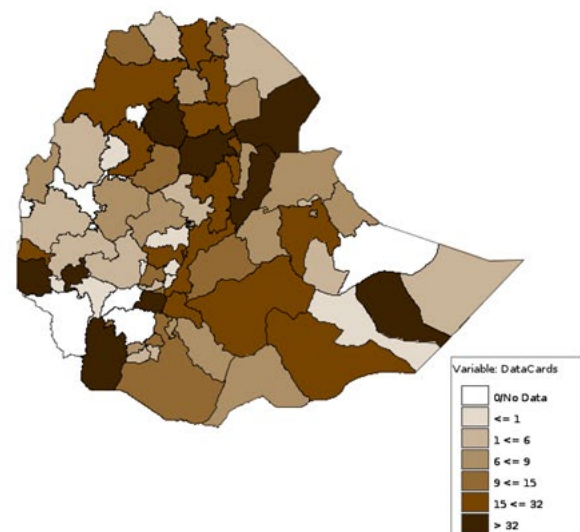 Variable: DataCards
0/No Data
<= 1
1 <= 6
6 <= 9
9 <= 15
15 <= 32
> 32